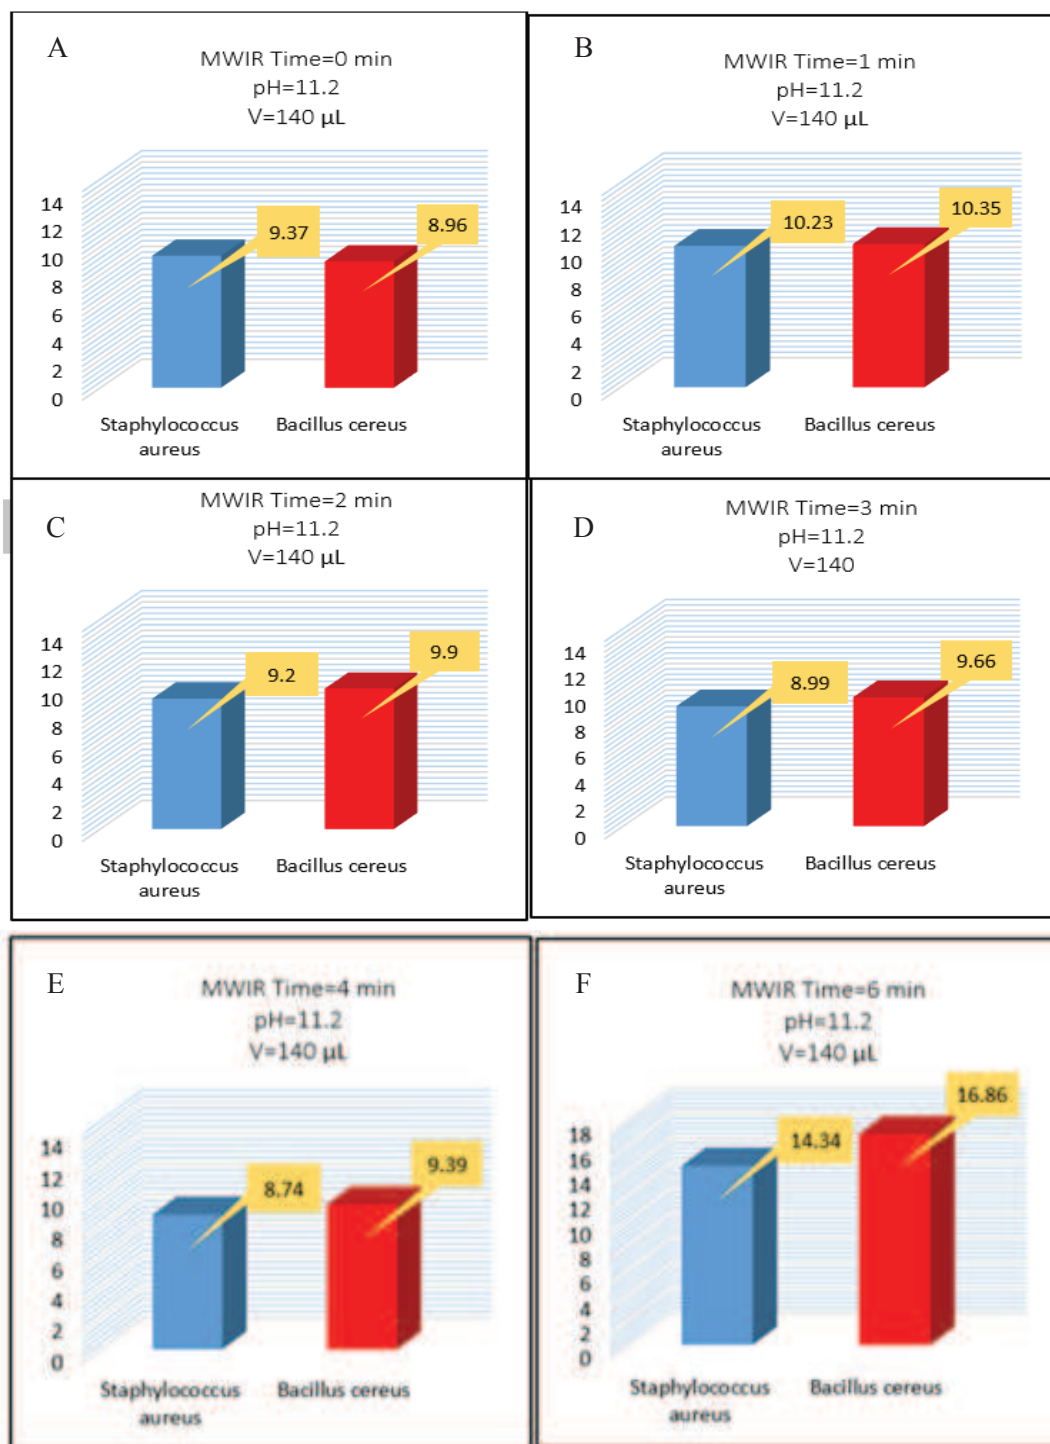 A
MWIR Time=0 min
pH=11.2
V=140 µL
14
12
10
8
6
4
2
0
9.37
8.96
Staphylococcus
aureus
Bacillus cereus
B
MWIR Time=1 min
pH=11.2
V=140 µL
14
12
10
8
6
4
2
0
10.23
10.35
Staphylococcus
aureus
Bacillus cereus
C
MWIR Time=2 min
pH=11.2
V=140 µL
14
12
10
8
6
4
2
0
9.2
9.9
Staphylococcus
aureus
Bacillus cereus
D
MWIR Time=3 min
pH=11.2
V=140
14
12
10
8
6
4
2
0
8.99
9.66
Staphylococcus
aureus
Bacillus cereus
E
MWIR Time=4 min
pH=11.2
V=140 µL
14
12
10
8
6
4
2
0
8.74
9.39
Staphylococcus
aureus
Bacillus cereus
F
MWIR Time=6 min
pH=11.2
V=140 µL
18
16
14
12
10
8
6
4
2
0
14.34
16.86
Staphylococcus
aureus
Bacillus cereus